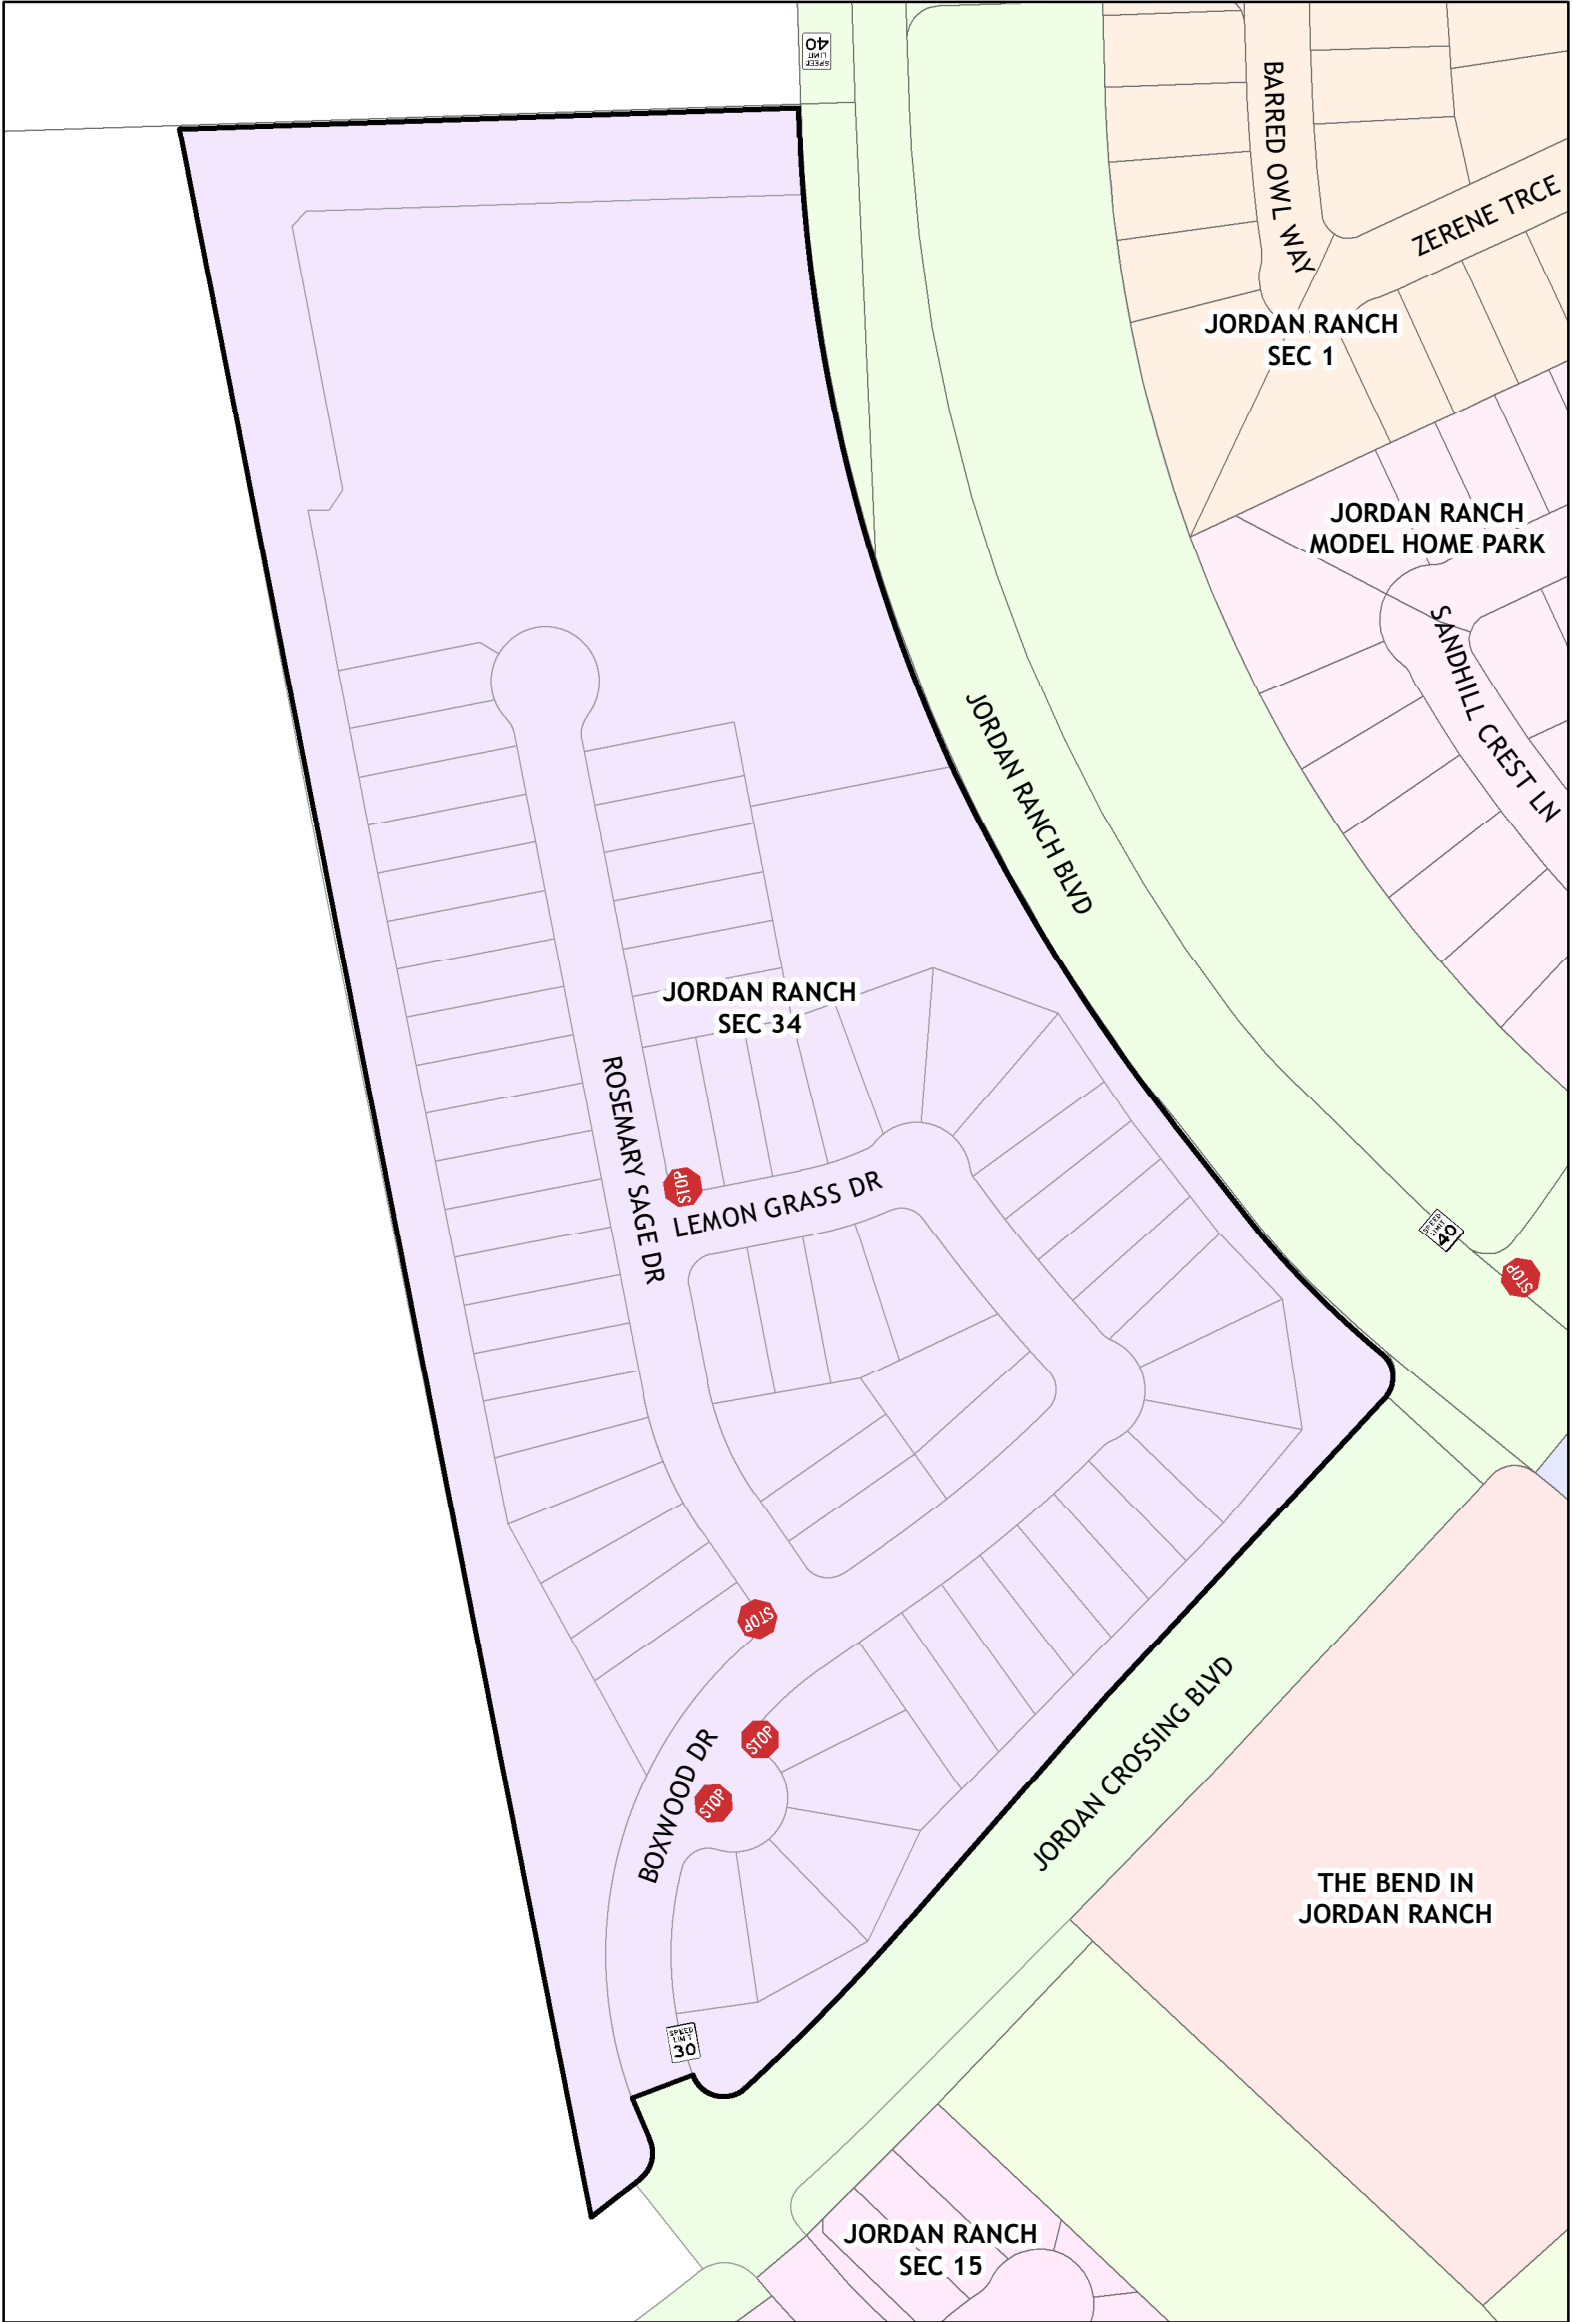 SPEED
LIMIT
40
BARRED OWL WAY
ZERENE TRCE
JORDAN RANCH
SEC 1
JORDAN RANCH
MODEL HOME PARK
SANDHILL CREST LN
JORDAN RANCH BLVD
JORDAN RANCH
SEC 34
ROSEMARY SAGE DR
STOP
LEMON GRASS DR
SPEED
LIMIT
40
STOP
STOP
STOP
BOXWOOD DR
STOP
JORDAN CROSSING BLVD
THE BEND IN
JORDAN RANCH
SPEED
LIMIT
30
JORDAN RANCH
SEC 15